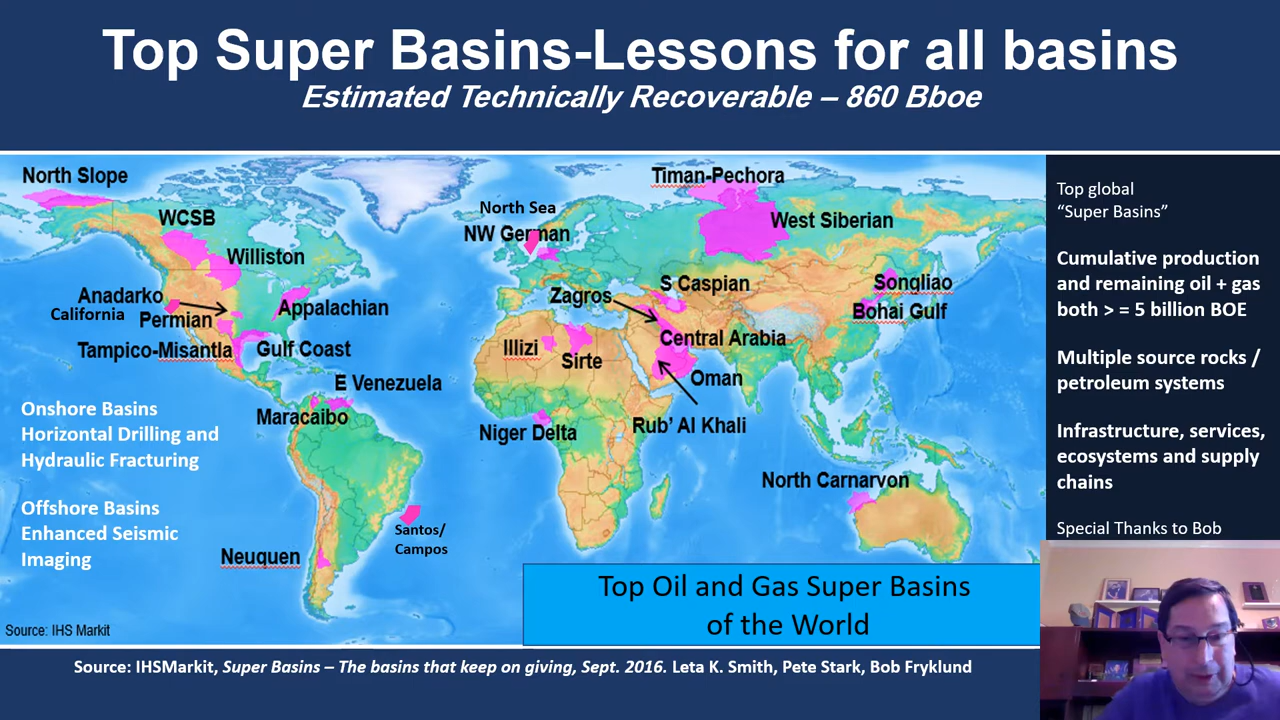 Top Super Basins-Lessons for all basins
Estimated Technically Recoverable – 860 Bboe
North Slope
WCSB
Williston
Anadarko
California
Permian
Appalachian
Tampico-Misantla
Gulf Coast
E Venezuela
Maracaibo
Onshore Basins
Horizontal Drilling and
Hydraulic Fracturing
Offshore Basins
Enhanced Seismic
Imaging
Neuquen
Santos/
Campos
Source: IHS Markit
North Sea
NW German
Timan-Pechora
West Siberian
Zagros
S Caspian
Songliao
Bohai Gulf
Central Arabia
Illizi
Sirte
Oman
Niger Delta
Rub' Al Khali
North Carnarvon
Top Oil and Gas Super Basins
of the World
Top global
“Super Basins”
Cumulative production
and remaining oil + gas
both > = 5 billion BOE
Multiple source rocks /
petroleum systems
Infrastructure, services,
ecosystems and supply
chains
Special Thanks to Bob
Source: IHSMarkit, Super Basins – The basins that keep on giving, Sept. 2016. Leta K. Smith, Pete Stark, Bob Fryklund